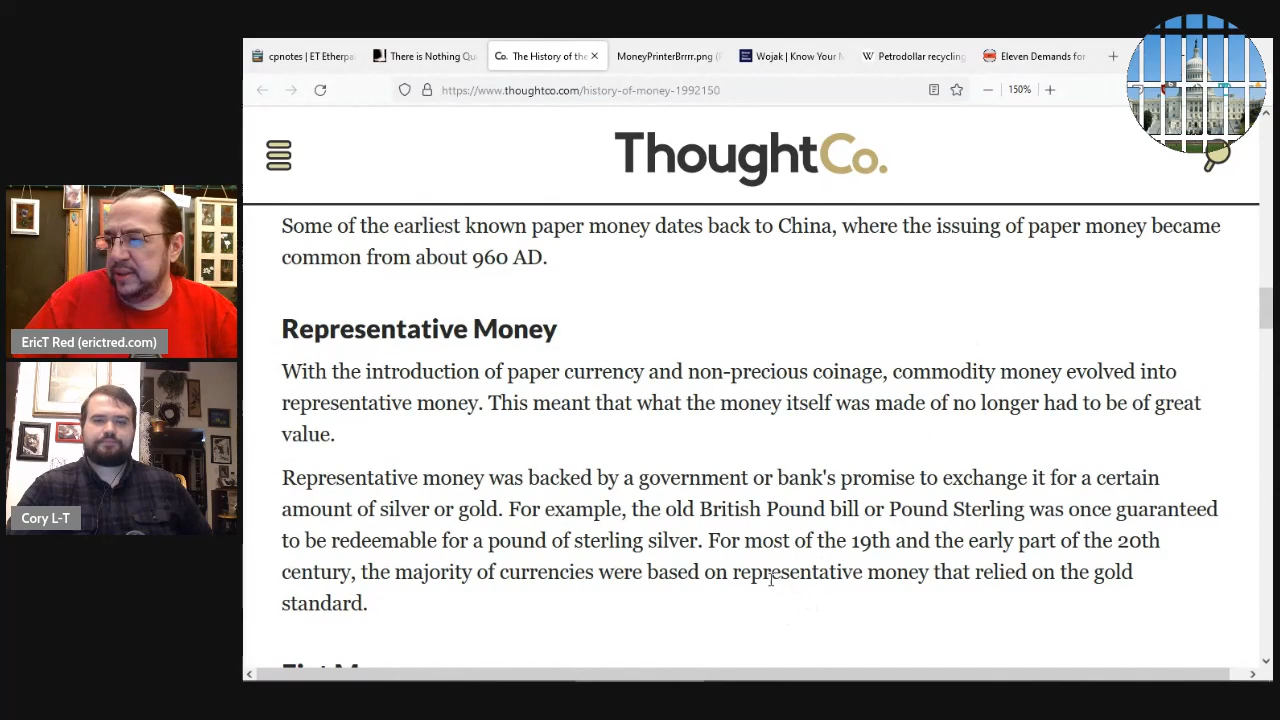 cpnotes | ET Etherpa
There is Nothing Qu
Co. The History of the
MoneyPrinterBrrrr.png (
Wojak | Know Your M
W Petrodollar recycling
Eleven Demands for
https://www.thoughtco.com/history-of-money-1992150
150%
ThoughtCo.
Some of the earliest known paper money dates back to China, where the issuing of paper money became
common from about 960 AD.
Representative Money
With the introduction of paper currency and non-precious coinage, commodity money evolved into
representative money. This meant that what the money itself was made of no longer had to be of great
value.
Representative money was backed by a government or bank's promise to exchange it for a certain
amount of silver or gold. For example, the old British Pound bill or Pound Sterling was once guaranteed
to be redeemable for a pound of sterling silver. For most of the 19th and the early part of the 20th
century, the majority of currencies were based on representative money that relied on the gold
standard.
EricT Red (erictred.com)
Cory L-T